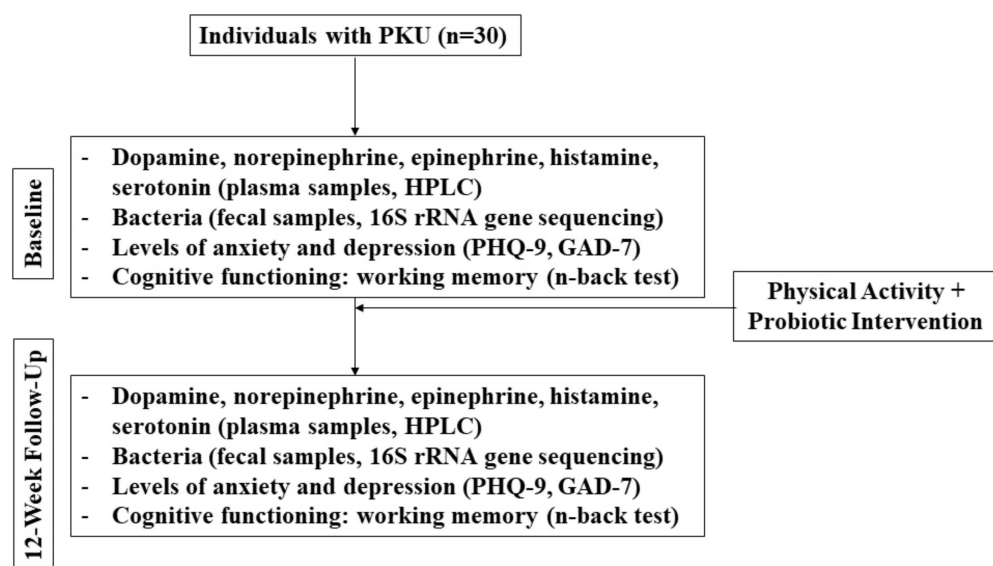 Individuals with PKU (n=30)
Baseline
- Dopamine, norepinephrine, epinephrine, histamine,
serotonin (plasma samples, HPLC)
- Bacteria (fecal samples, 16S rRNA gene sequencing)
- Levels of anxiety and depression (PHQ-9, GAD-7)
- Cognitive functioning: working memory (n-back test)
Physical Activity +
Probiotic Intervention
12-Week Follow-Up
- Dopamine, norepinephrine, epinephrine, histamine,
serotonin (plasma samples, HPLC)
- Bacteria (fecal samples, 16S rRNA gene sequencing)
- Levels of anxiety and depression (PHQ-9, GAD-7)
- Cognitive functioning: working memory (n-back test)